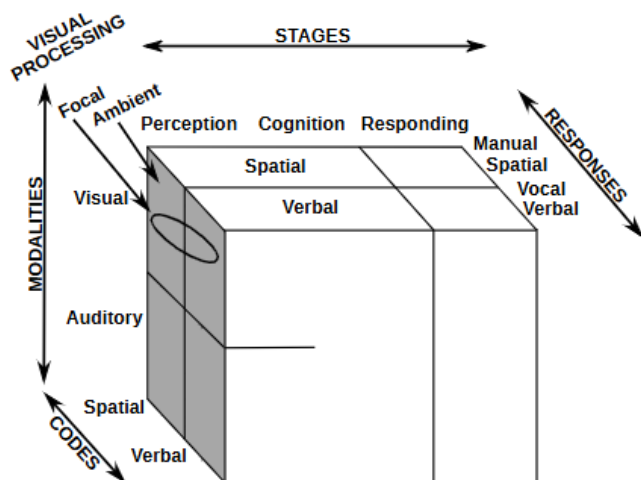 VISUAL
PROCESSING
STAGES
Focal
Ambient
Perception Cognition Responding
RESPONSES
Manual
Spatial
Spatial
Vocal
Verbal
Visual
Verbal
MODALITIES
Auditory
Spatial
CODES
Verbal